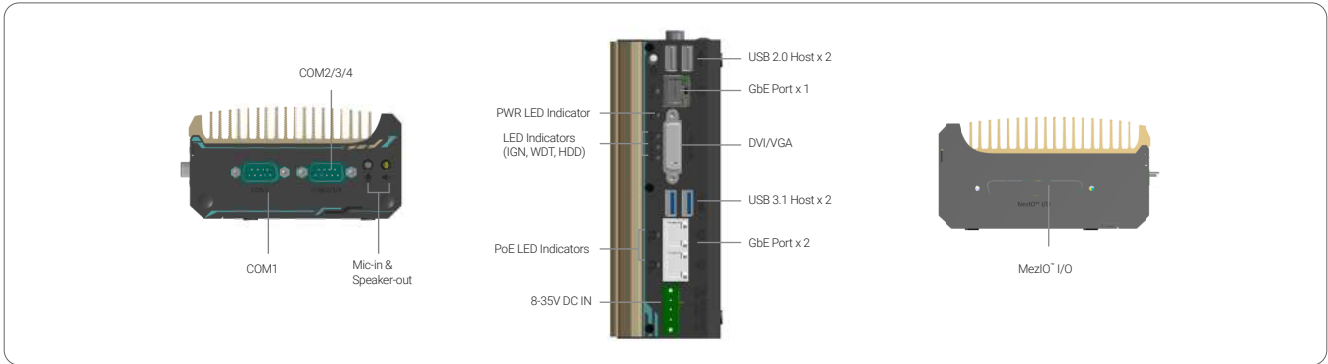 COM2/3/4
COM1
Mic-in &
Speaker-out
PWR LED Indicator
LED Indicators
(IGN, WDT, HDD)
PoE LED Indicators
8-35V DC IN
USB 2.0 Host x 2
GbE Port x 1
DVI/VGA
USB 3.1 Host x 2
GbE Port x 2
MezIO™ I/O
MezIO™ I/O